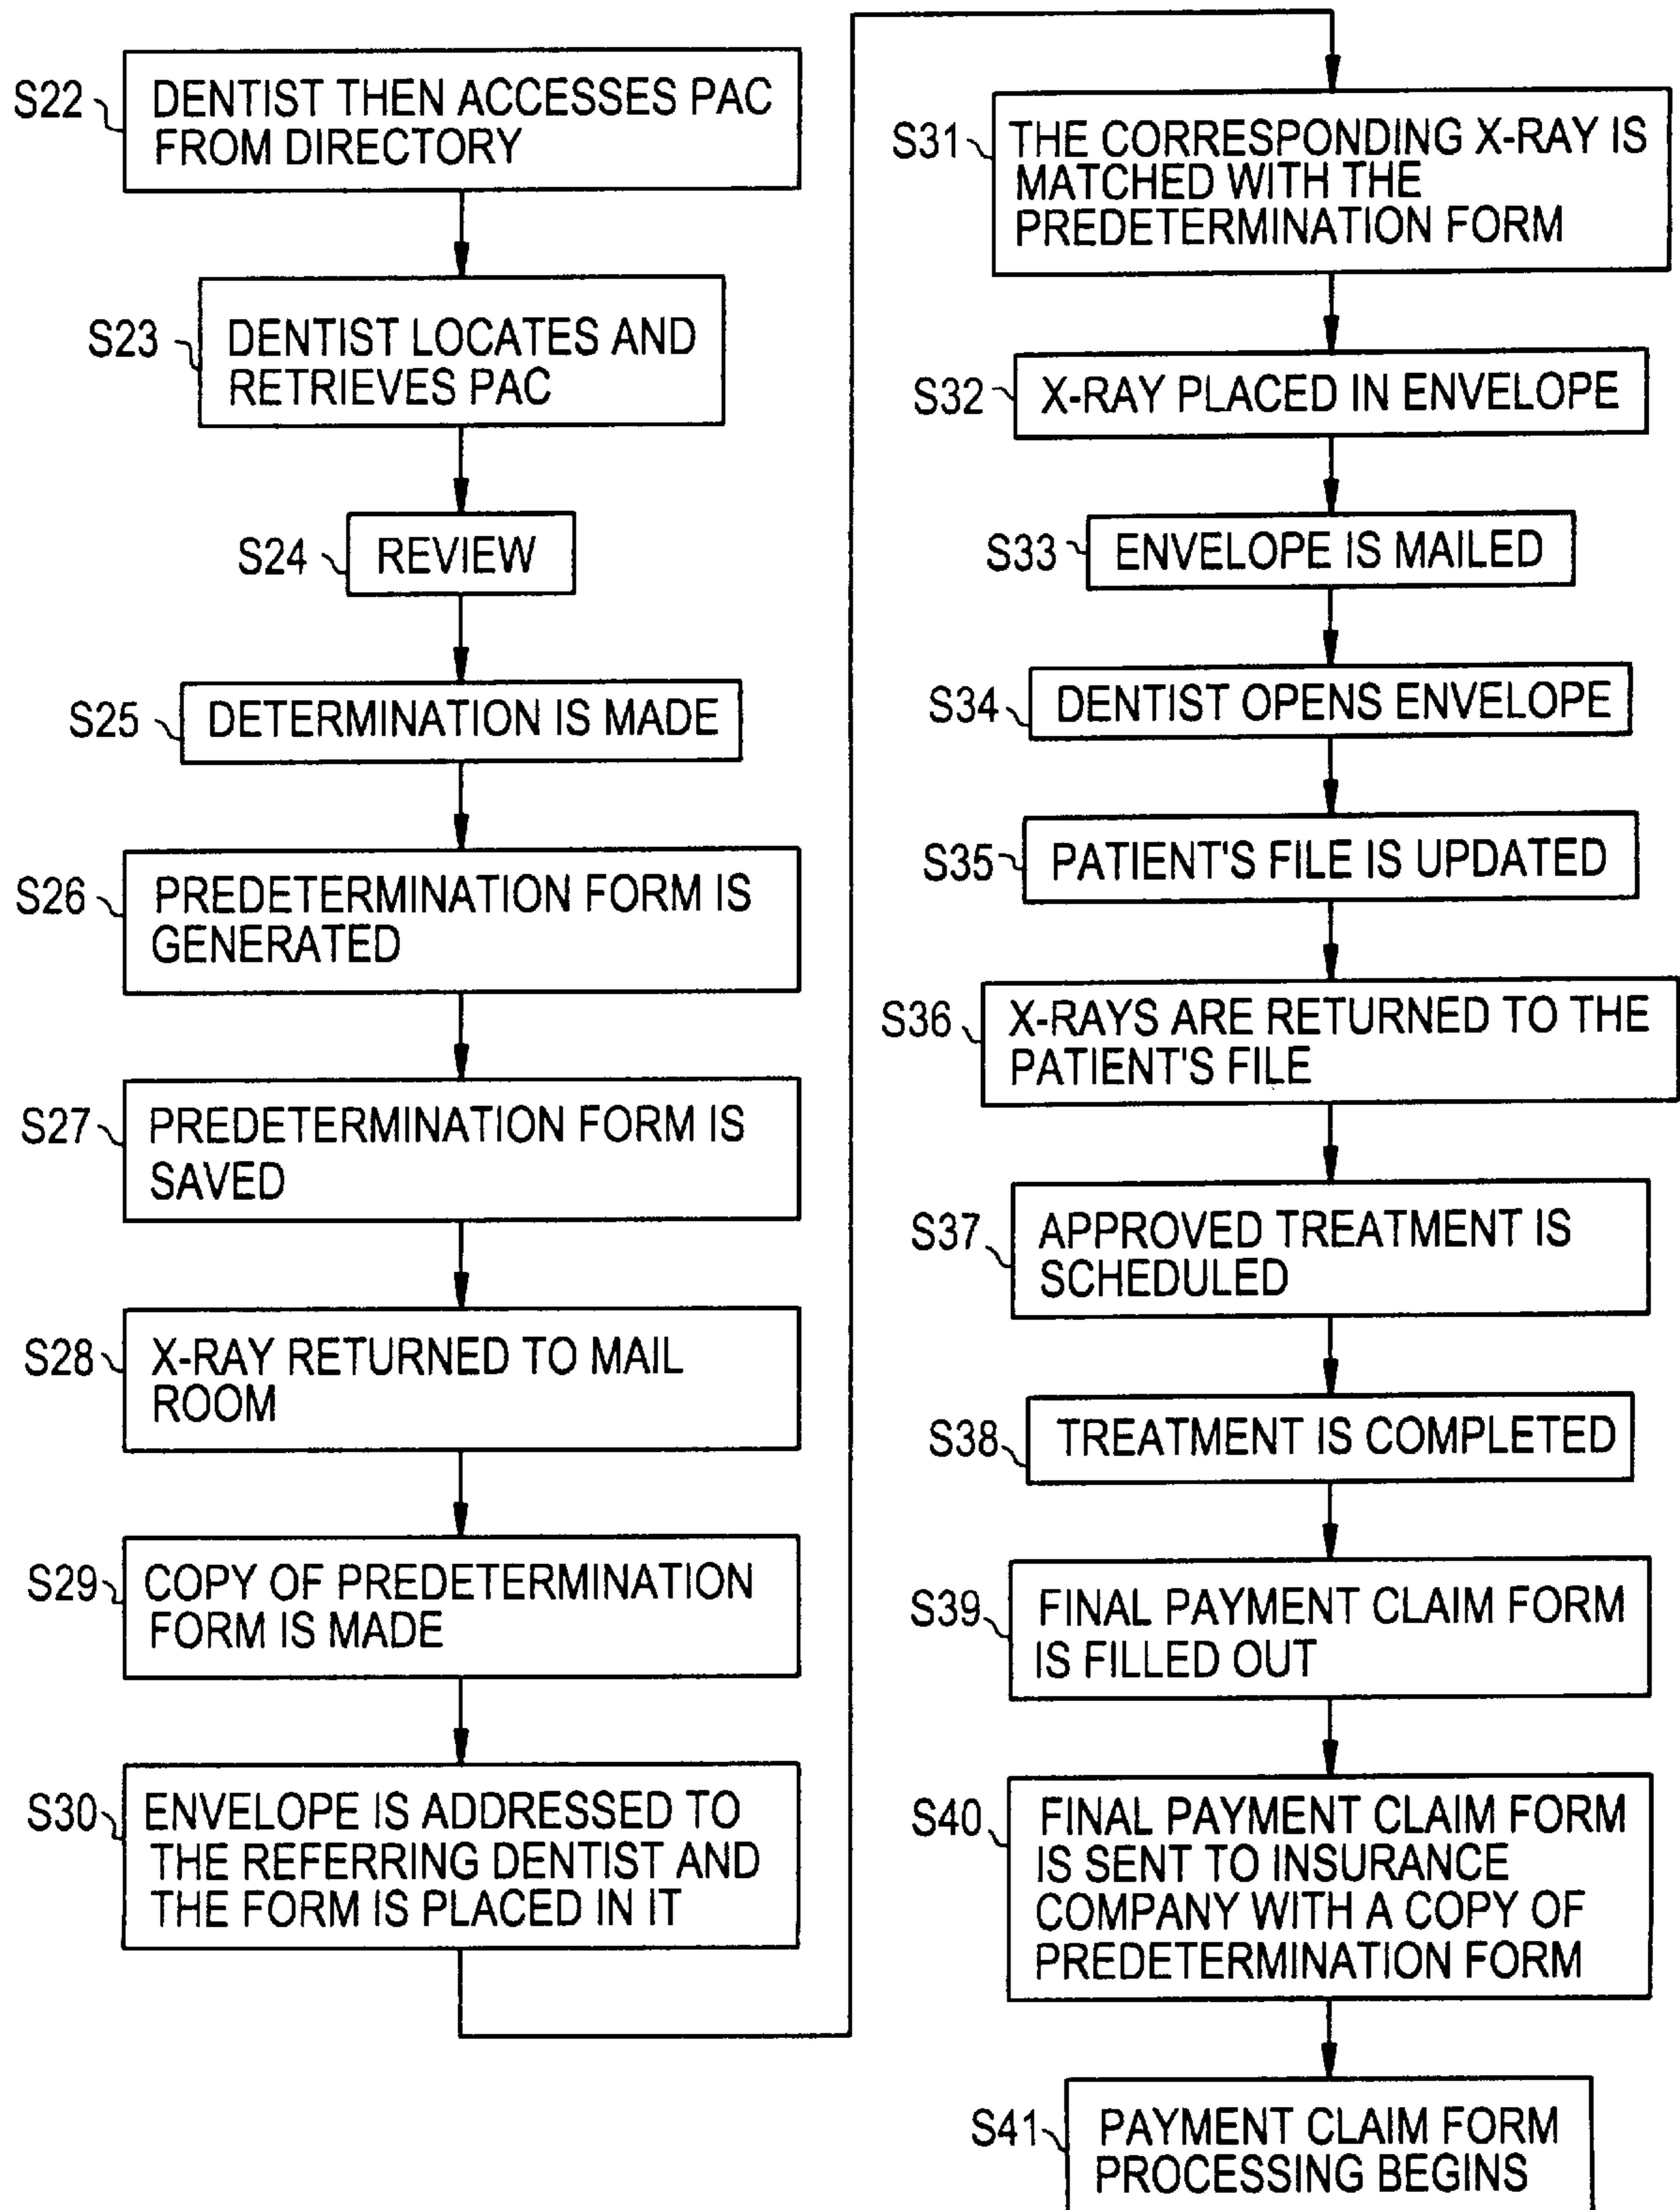 S22
DENTIST THEN ACCESSES PAC
FROM DIRECTORY
S23
DENTIST LOCATES AND
RETRIEVES PAC
S24
REVIEW
S25
DETERMINATION IS MADE
S26
PREDETERMINATION FORM IS
GENERATED
S27
PREDETERMINATION FORM IS
SAVED
S28
X-RAY RETURNED TO MAIL
ROOM
S29
COPY OF PREDETERMINATION
FORM IS MADE
S30
ENVELOPE IS ADDRESSED TO
THE REFERRING DENTIST AND
THE FORM IS PLACED IN IT
S31
THE CORRESPONDING X-RAY IS
MATCHED WITH THE
PREDETERMINATION FORM
S32
X-RAY PLACED IN ENVELOPE
S33
ENVELOPE IS MAILED
S34
DENTIST OPENS ENVELOPE
S35
PATIENT'S FILE IS UPDATED
S36
X-RAYS ARE RETURNED TO THE
PATIENT'S FILE
S37
APPROVED TREATMENT IS
SCHEDULED
S38
TREATMENT IS COMPLETED
S39
FINAL PAYMENT CLAIM FORM
IS FILLED OUT
S40
FINAL PAYMENT CLAIM FORM
IS SENT TO INSURANCE
COMPANY WITH A COPY OF
PREDETERMINATION FORM
S41
PAYMENT CLAIM FORM
PROCESSING BEGINS